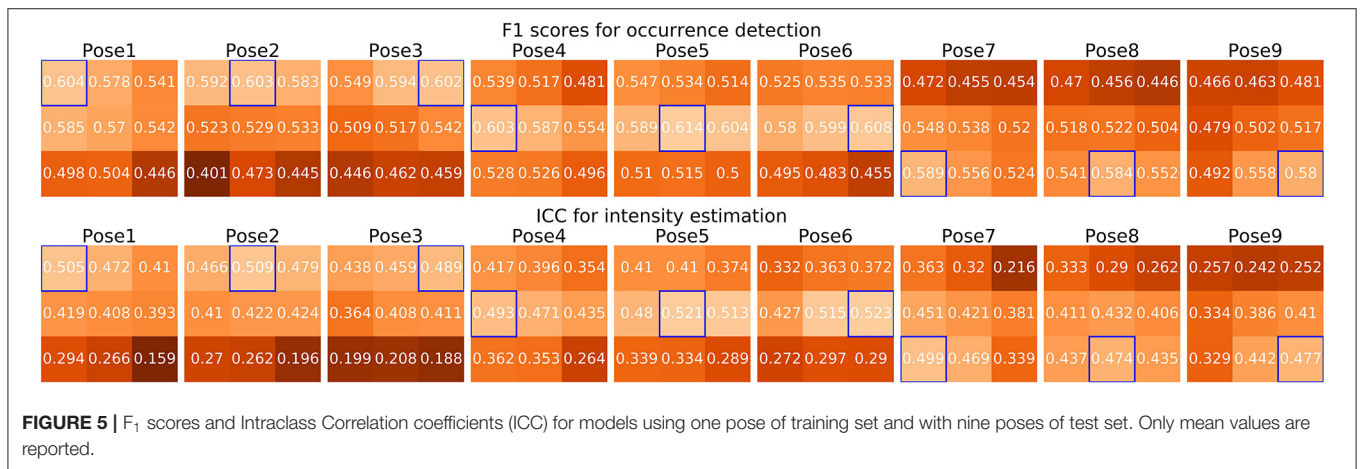 F1 scores for occurrence detection
Pose1 Pose2 Pose3 Pose4 Pose5 Pose6 Pose7 Pose8 Pose9
0.604 0.578 0.541 0.592 0.603 0.583 0.549 0.594 0.602 0.539 0.517 0.481 0.547 0.534 0.514 0.525 0.535 0.533 0.472 0.455 0.454 0.47 0.456 0.446 0.466 0.463 0.481
0.585 0.57 0.542 0.523 0.529 0.533 0.509 0.517 0.542 0.603 0.587 0.554 0.589 0.614 0.604 0.58 0.599 0.608 0.548 0.538 0.52 0.518 0.522 0.504 0.479 0.502 0.517
0.498 0.504 0.446 0.401 0.473 0.445 0.446 0.462 0.459 0.528 0.526 0.496 0.51 0.515 0.5 0.495 0.483 0.455 0.589 0.556 0.524 0.541 0.584 0.552 0.492 0.558 0.58
ICC for intensity estimation
Pose1 Pose2 Pose3 Pose4 Pose5 Pose6 Pose7 Pose8 Pose9
0.505 0.472 0.41 0.466 0.509 0.479 0.438 0.459 0.489 0.417 0.396 0.354 0.41 0.41 0.374 0.332 0.363 0.372 0.363 0.32 0.216 0.333 0.29 0.262 0.257 0.242 0.252
0.419 0.408 0.393 0.41 0.422 0.424 0.364 0.408 0.411 0.493 0.471 0.435 0.48 0.521 0.513 0.427 0.515 0.523 0.451 0.421 0.381 0.411 0.432 0.406 0.334 0.386 0.41
0.294 0.266 0.159 0.27 0.262 0.196 0.199 0.208 0.188 0.362 0.353 0.264 0.339 0.334 0.289 0.272 0.297 0.29 0.499 0.469 0.339 0.437 0.474 0.435 0.329 0.442 0.477
FIGURE 5 | F₁ scores and Intraclass Correlation coefficients (ICC) for models using one pose of training set and with nine poses of test set. Only mean values are
reported.